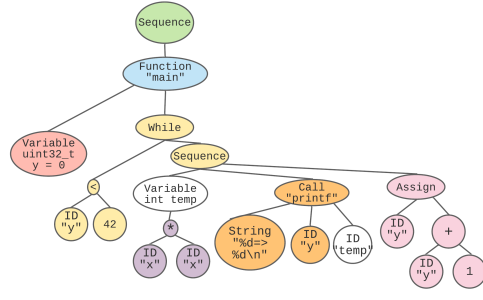 Sequence
Function
"main"
While
Variable
uint32_t
y = 0
Sequence
<
Variable
int temp
Call
"printf"
Assign
ID
"y"
42
*
String
"%d=>
%d\n"
ID
"y"
ID
"temp"
ID
"y"
+
ID
"x"
ID
"x"
ID
"y"
1